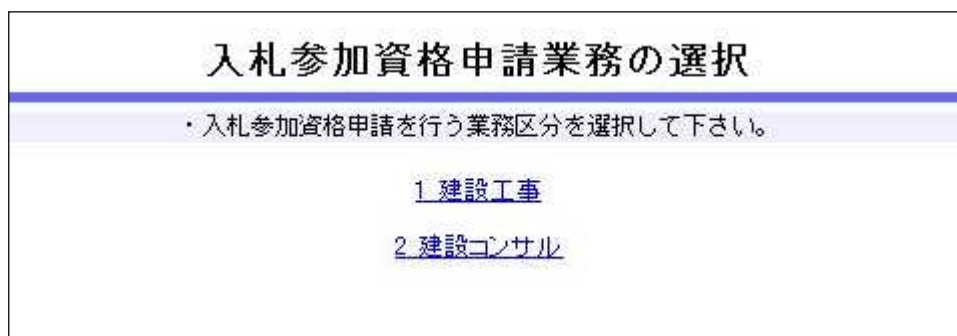 入札参加資格申請業務の選択
・入札参加資格申請を行う業務区分を選択して下さい。
1 建設工事
2 建設コンサル